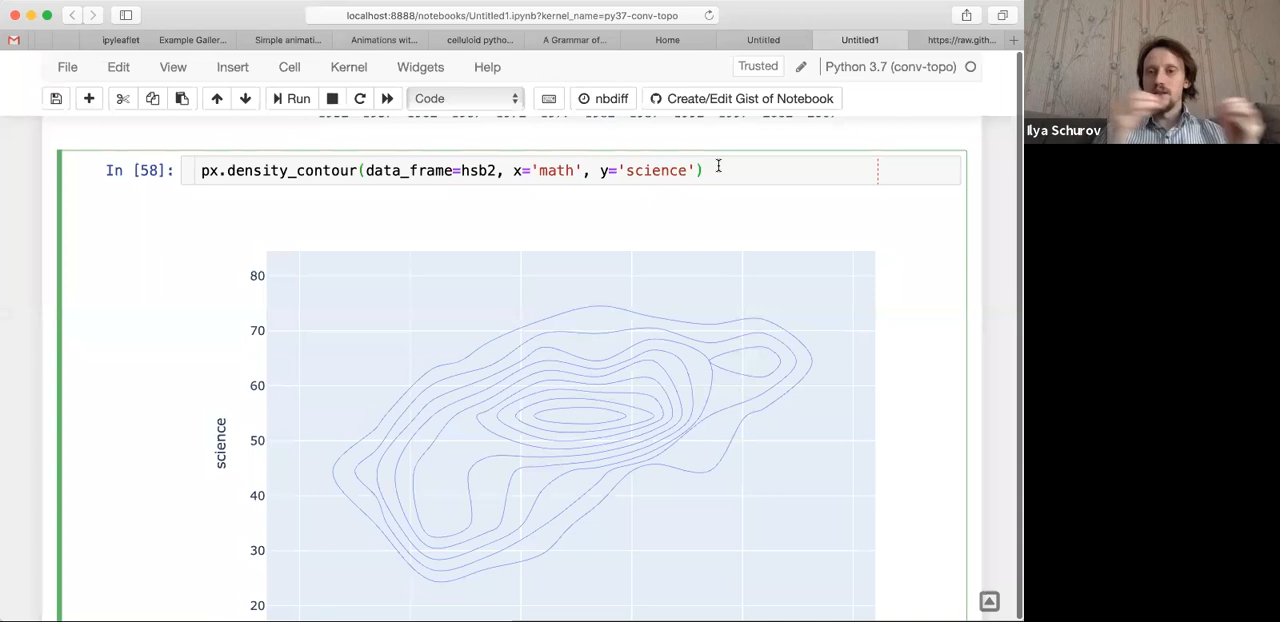 localhost:8888/notebooks/Untitled1.ipynb?kernel_name=py37-conv-topo
ipyleaflet Example Galler... Simple animati... Animations wit... celluloid pytho... A Grammar of... Home Untitled Untitled1 https://raw.gith...
File Edit View Insert Cell Kernel Widgets Help Trusted Python 3.7 (conv-topo)
Run Code nbdiff Create/Edit Gist of Notebook
In [58]: px.density_contour(data_frame=hsb2, x='math', y='science')
80
70
60
50
40
30
20
science
Ilya Schurov